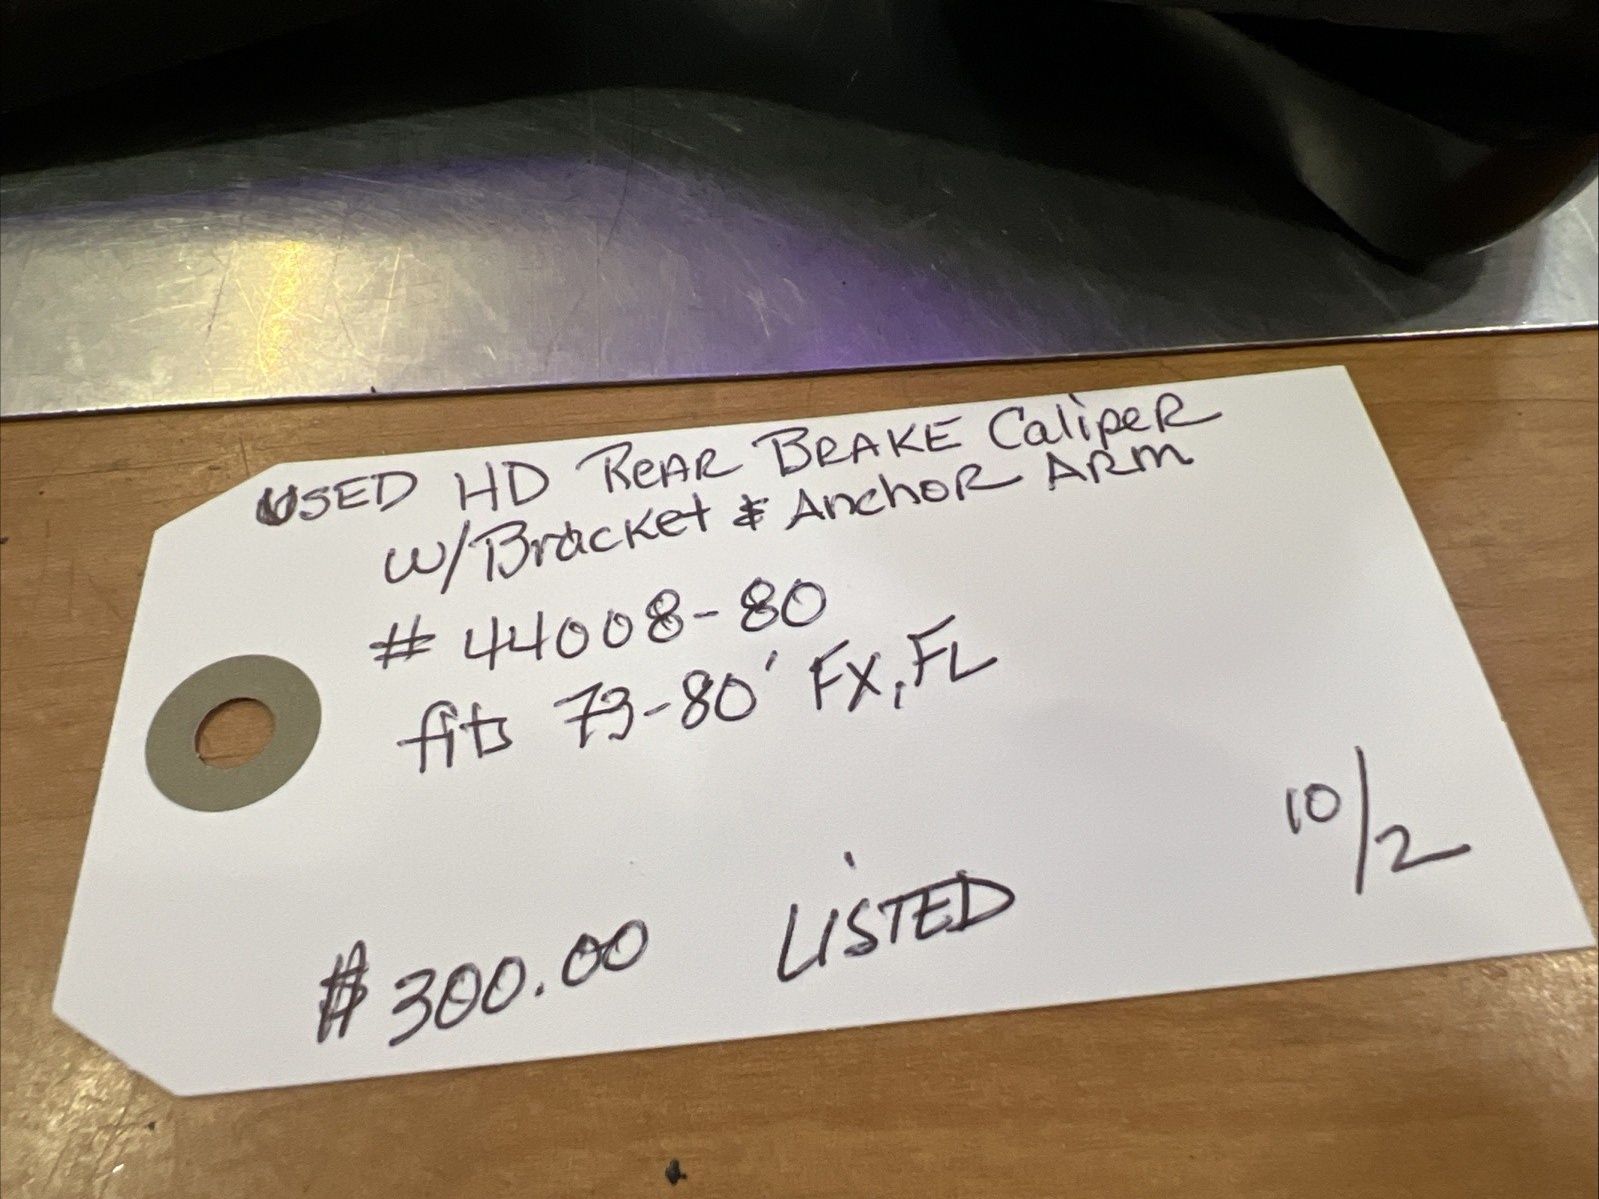 USED HD REAR BRAKE CalipeR
w/Bracket & AnchoR ARM
# 44008-80
fits 73-80' FX, FL
10/2
$300.00 LiSTED